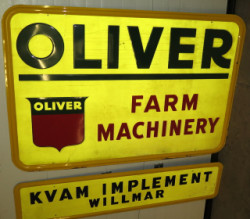 OLIVER
OLIVER
FARM
MACHINERY
KVAM IMPLEMENT
WILLMAR